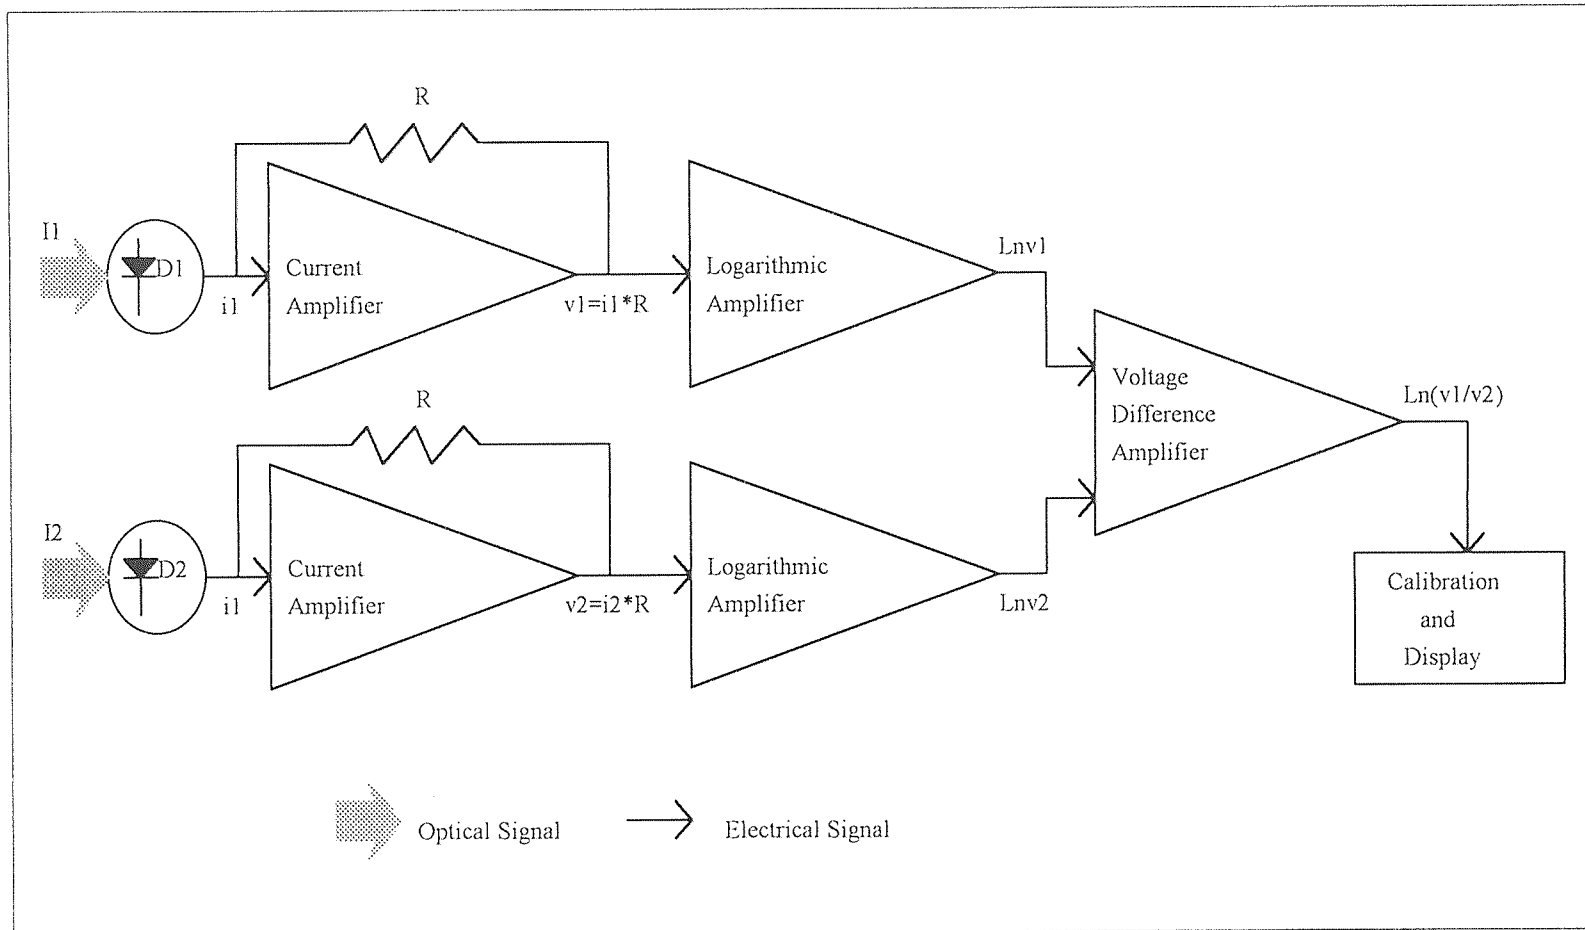 R
I1
D1
i1
Current
Amplifier
v1=i1*R
Logarithmic
Amplifier
Lnv1
R
I2
D2
i1
Current
Amplifier
v2=i2*R
Logarithmic
Amplifier
Lnv2
Voltage
Difference
Amplifier
Ln(v1/v2)
Calibration
and
Display
Optical Signal
Electrical Signal